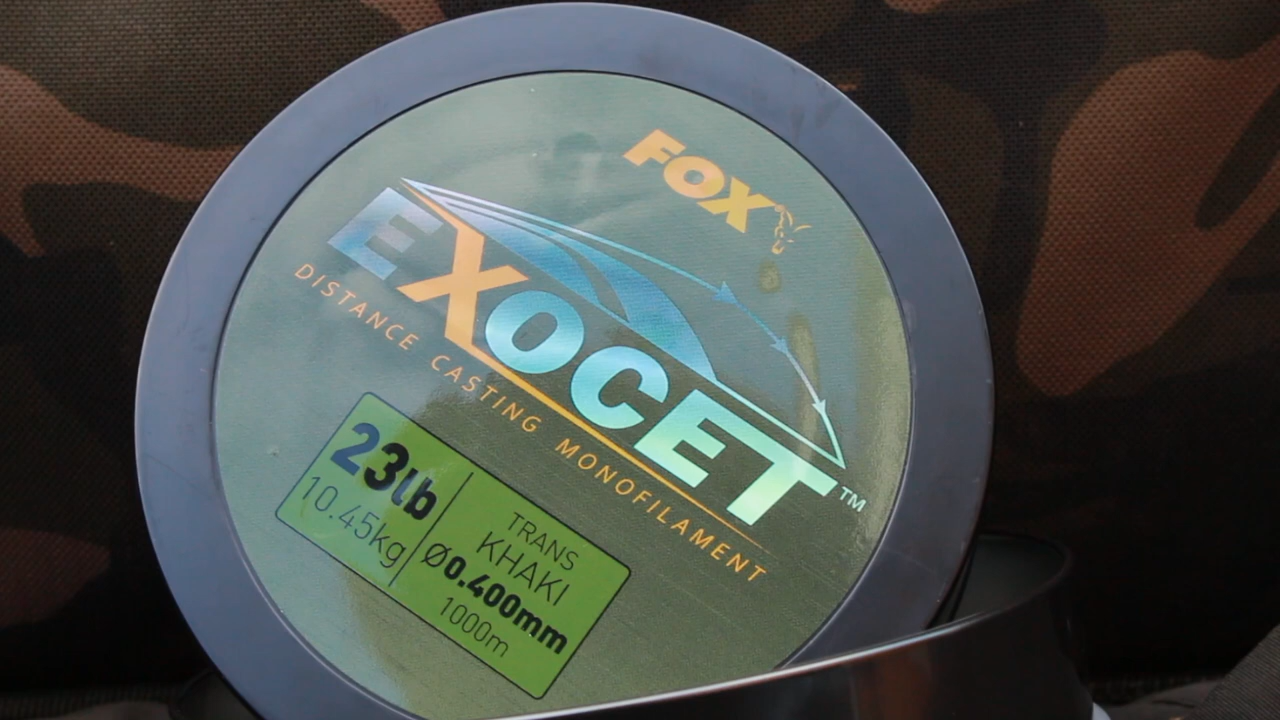 FOX
EXOCET™
DISTANCE CASTING MONOFILAMENT
23lb
10.45kg
TRANS
KHAKI
Ø0.400mm
1000m